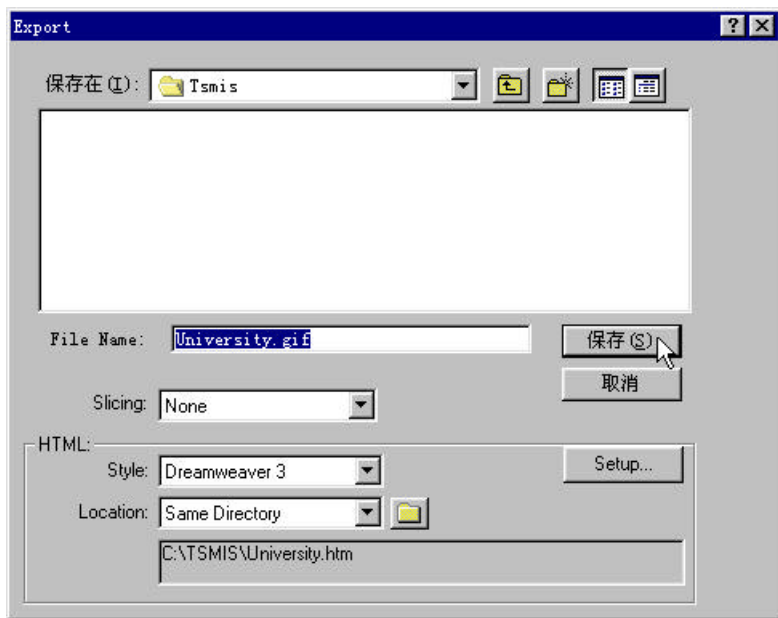 Export
保存在(I): Tsmis
File Name: University.gif 保存(S)
取消
Slicing: None
HTML:
Style: Dreamweaver 3 Setup...
Location: Same Directory
C:\TSMIS\University.htm